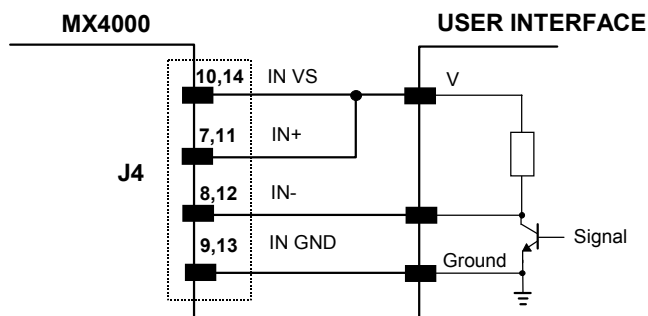 MX4000
USER INTERFACE
10,14 IN VS
V
7,11 IN+
J4
8,12 IN-
Signal
9,13 IN GND
Ground